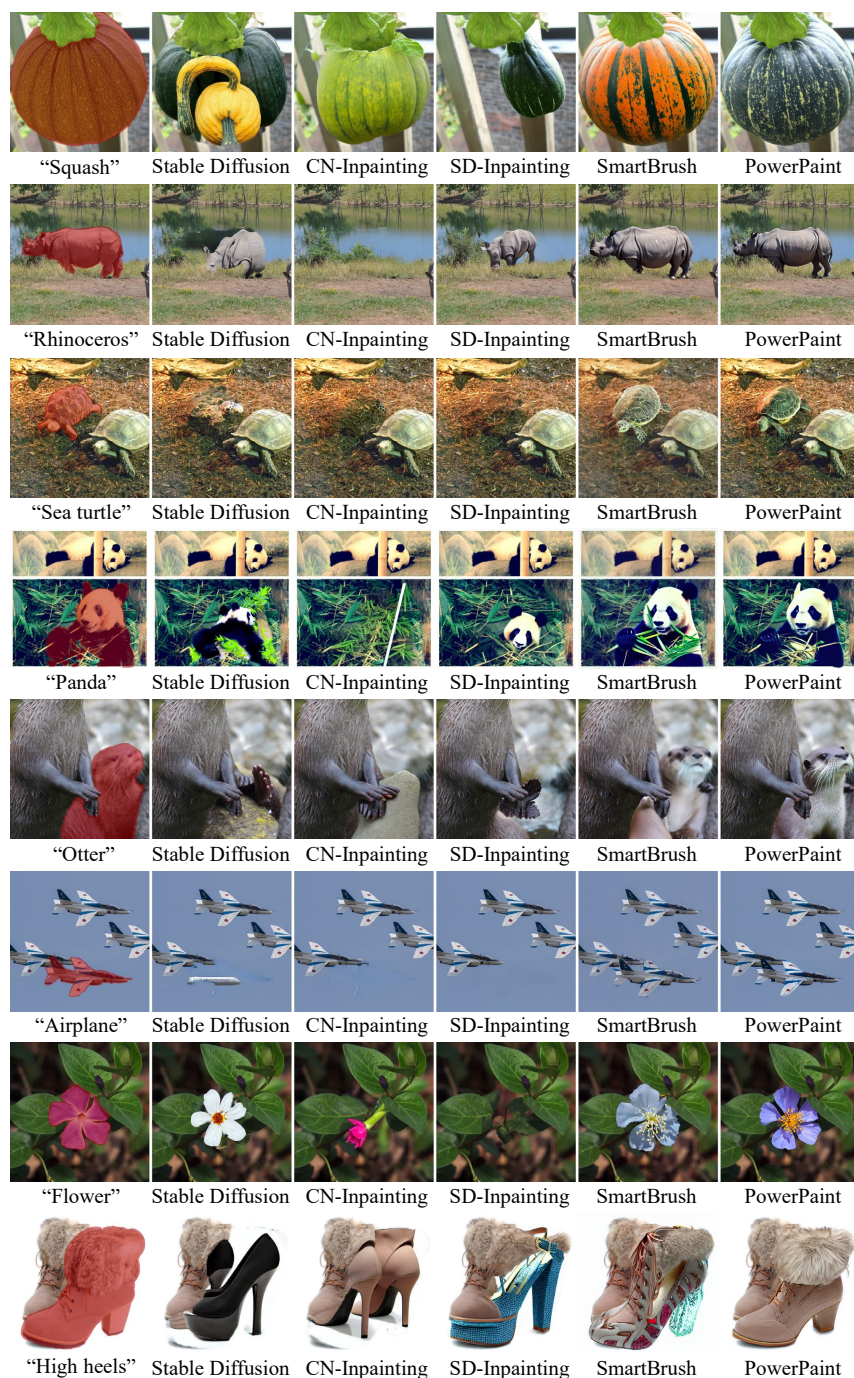 “Squash” Stable Diffusion CN-Inpainting SD-Inpainting SmartBrush PowerPaint
“Rhinoceros” Stable Diffusion CN-Inpainting SD-Inpainting SmartBrush PowerPaint
“Sea turtle” Stable Diffusion CN-Inpainting SD-Inpainting SmartBrush PowerPaint
“Panda” Stable Diffusion CN-Inpainting SD-Inpainting SmartBrush PowerPaint
“Otter” Stable Diffusion CN-Inpainting SD-Inpainting SmartBrush PowerPaint
“Airplane” Stable Diffusion CN-Inpainting SD-Inpainting SmartBrush PowerPaint
“Flower” Stable Diffusion CN-Inpainting SD-Inpainting SmartBrush PowerPaint
“High heels” Stable Diffusion CN-Inpainting SD-Inpainting SmartBrush PowerPaint